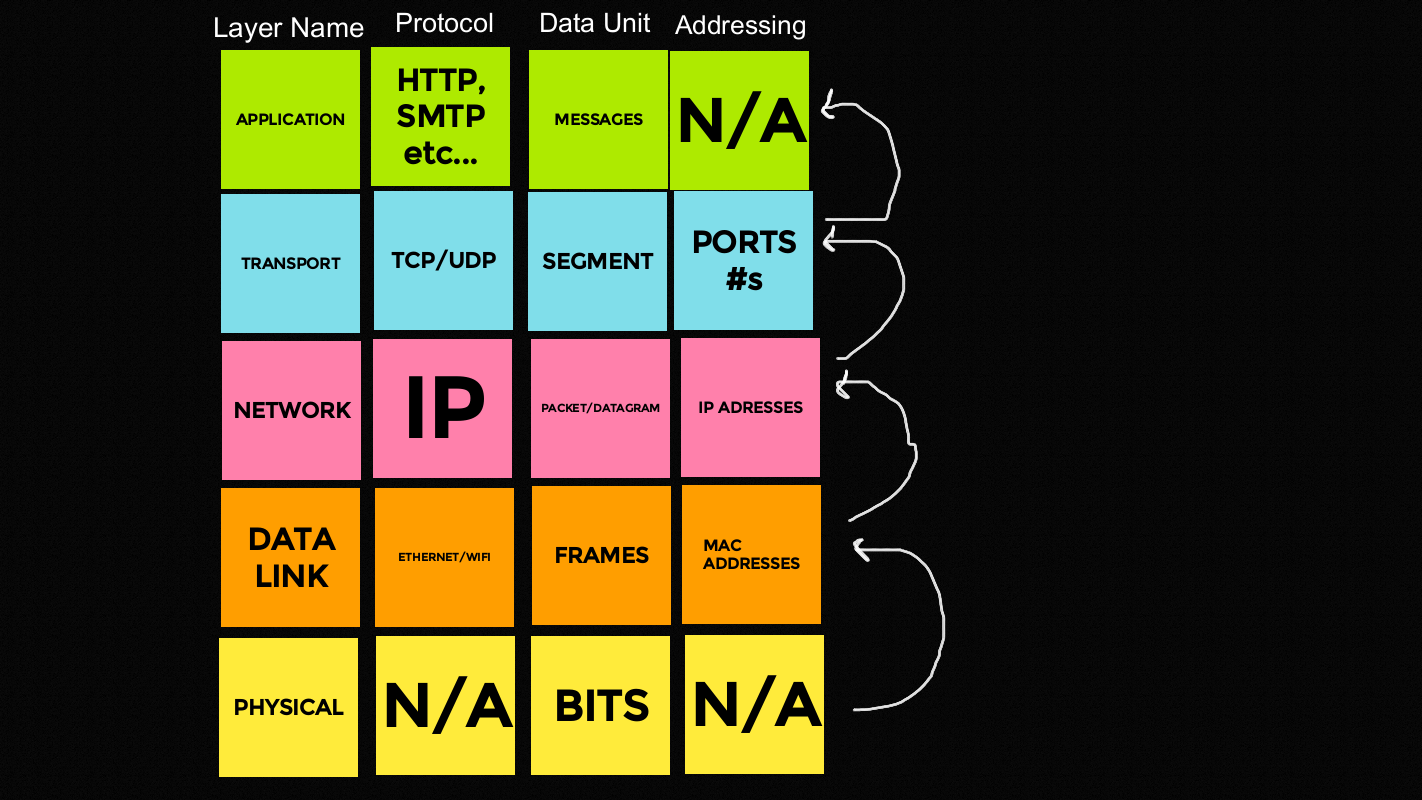 Layer Name
Protocol
Data Unit
Addressing
APPLICATION
HTTP,
SMTP
etc...
MESSAGES
N/A
TRANSPORT
TCP/UDP
SEGMENT
PORTS
#s
NETWORK
IP
PACKET/DATAGRAM
IP ADRESSES
DATA
LINK
ETHERNET/WIFI
FRAMES
MAC
ADDRESSES
PHYSICAL
N/A
BITS
N/A